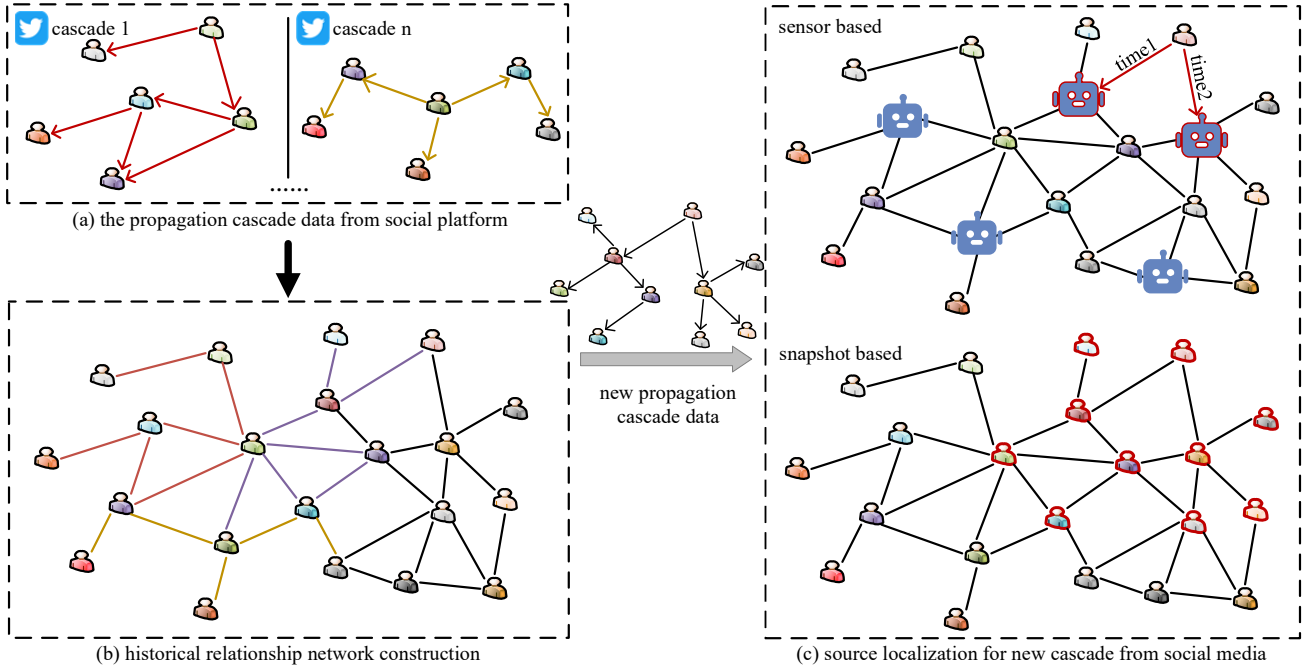 cascade 1
cascade n
......
(a) the propagation cascade data from social platform
(b) historical relationship network construction
new propagation
cascade data
sensor based
time1
time2
snapshot based
(c) source localization for new cascade from social media